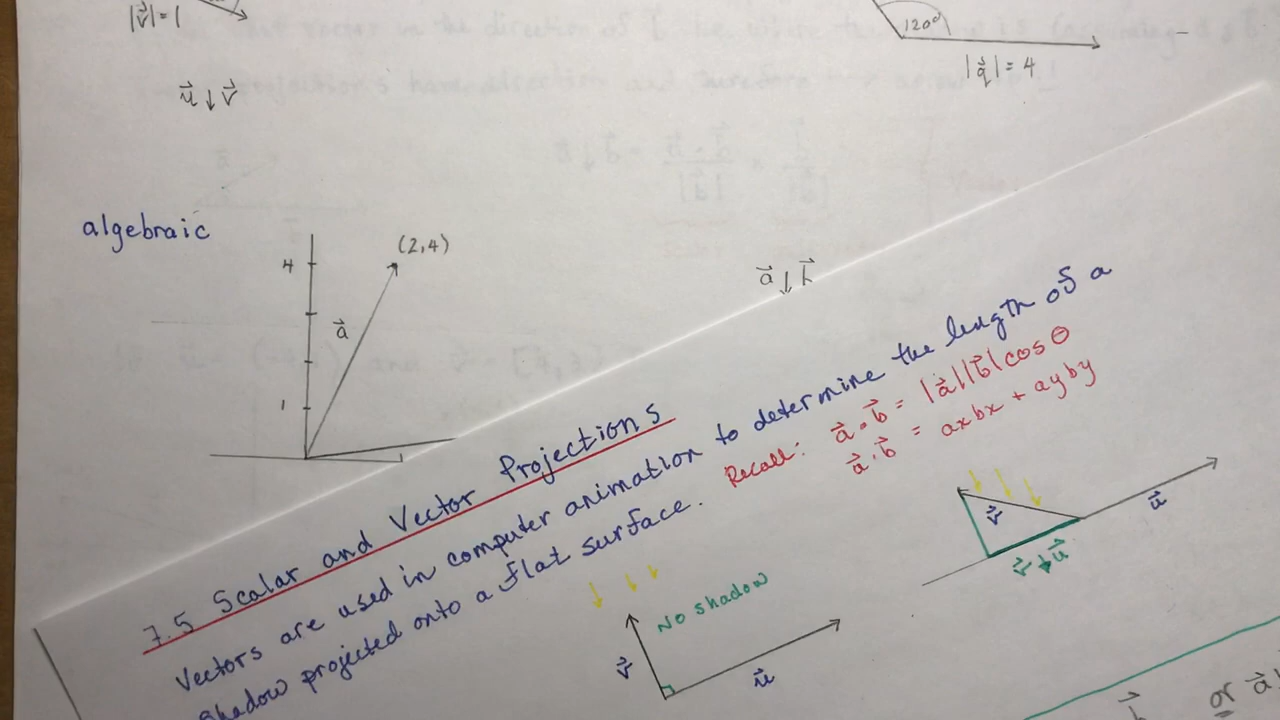 |v⃗| = 1
120°
|q⃗| = 4
u⃗ ↓ v⃗
algebraic
(2,4)
4
a⃗
1
a⃗ ↓
7.5 Scalar and Vector Projections
Vectors are used in computer animation to determine the length of a
shadow projected onto a flat surface.
Recall: a⃗ • b⃗ = |a⃗||b⃗| cos θ
a⃗ · b⃗ = axbx + ayby
No shadow
v⃗
u⃗
v⃗
u⃗
v⃗ ↓ u⃗
or a⃗